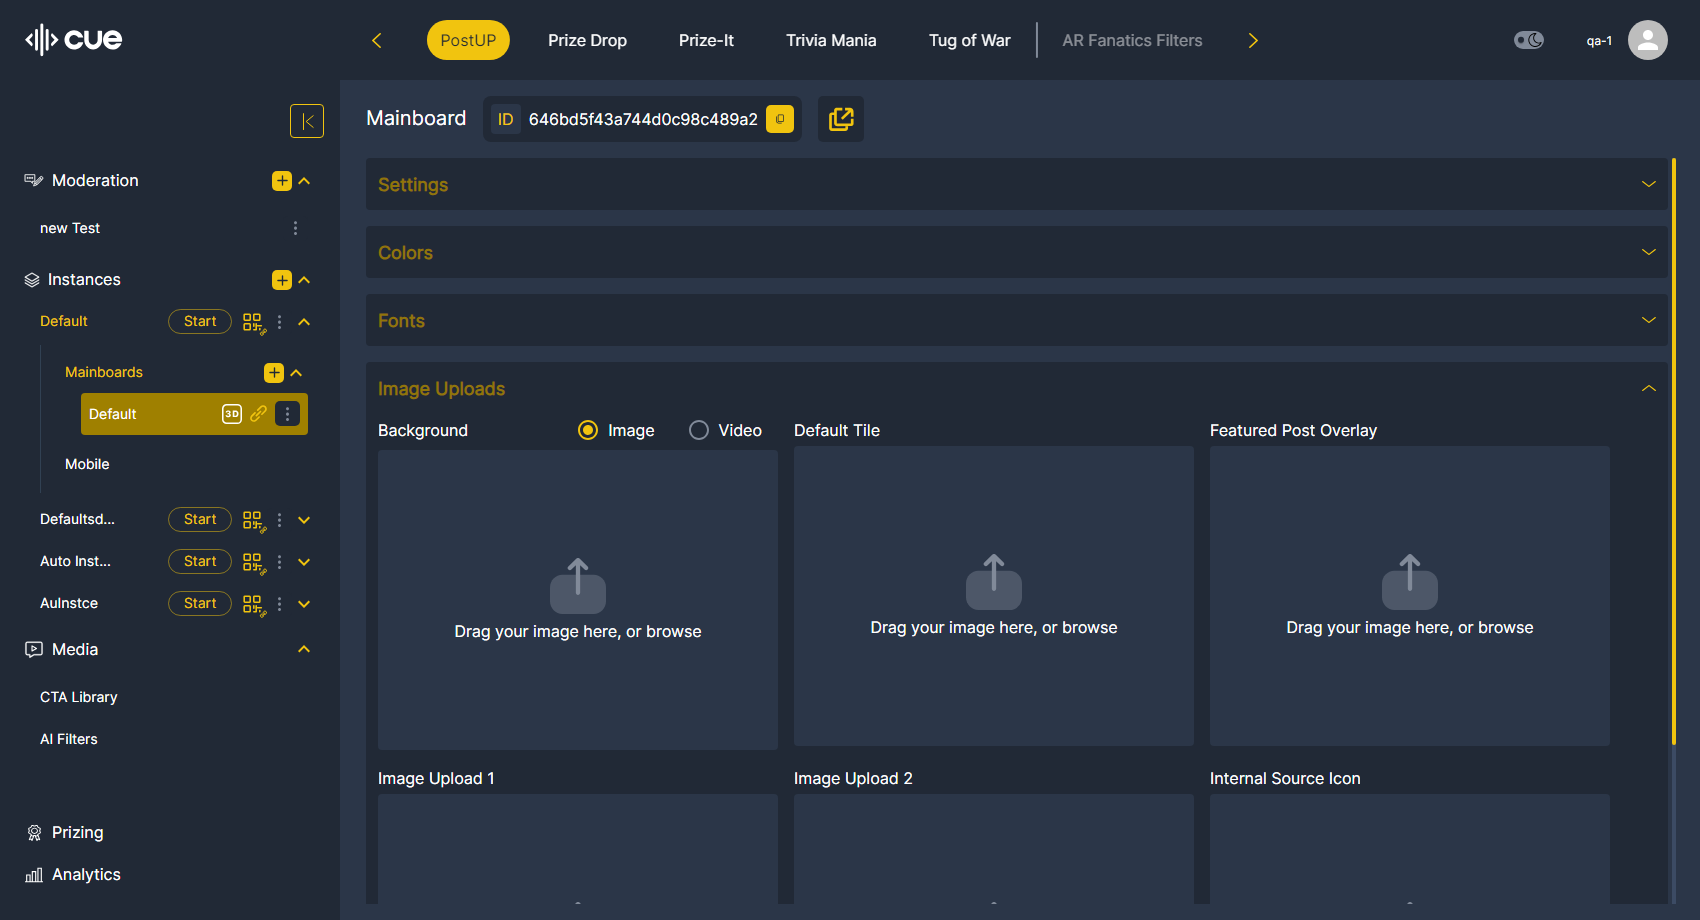 cue
PostUP
Prize Drop
Prize-It
Trivia Mania
Tug of War
AR Fanatics Filters
qa-1
Moderation
new Test
Instances
Default
Start
Mainboards
Default
3D
Mobile
Defaultsd...
Start
Auto Inst...
Start
AuInstce
Start
Media
CTA Library
AI Filters
Prizing
Analytics
Mainboard
ID 646bd5f43a744d0c98c489a2
Settings
Colors
Fonts
Image Uploads
Background
Image
Video
Default Tile
Featured Post Overlay
Drag your image here, or browse
Drag your image here, or browse
Drag your image here, or browse
Image Upload 1
Image Upload 2
Internal Source Icon